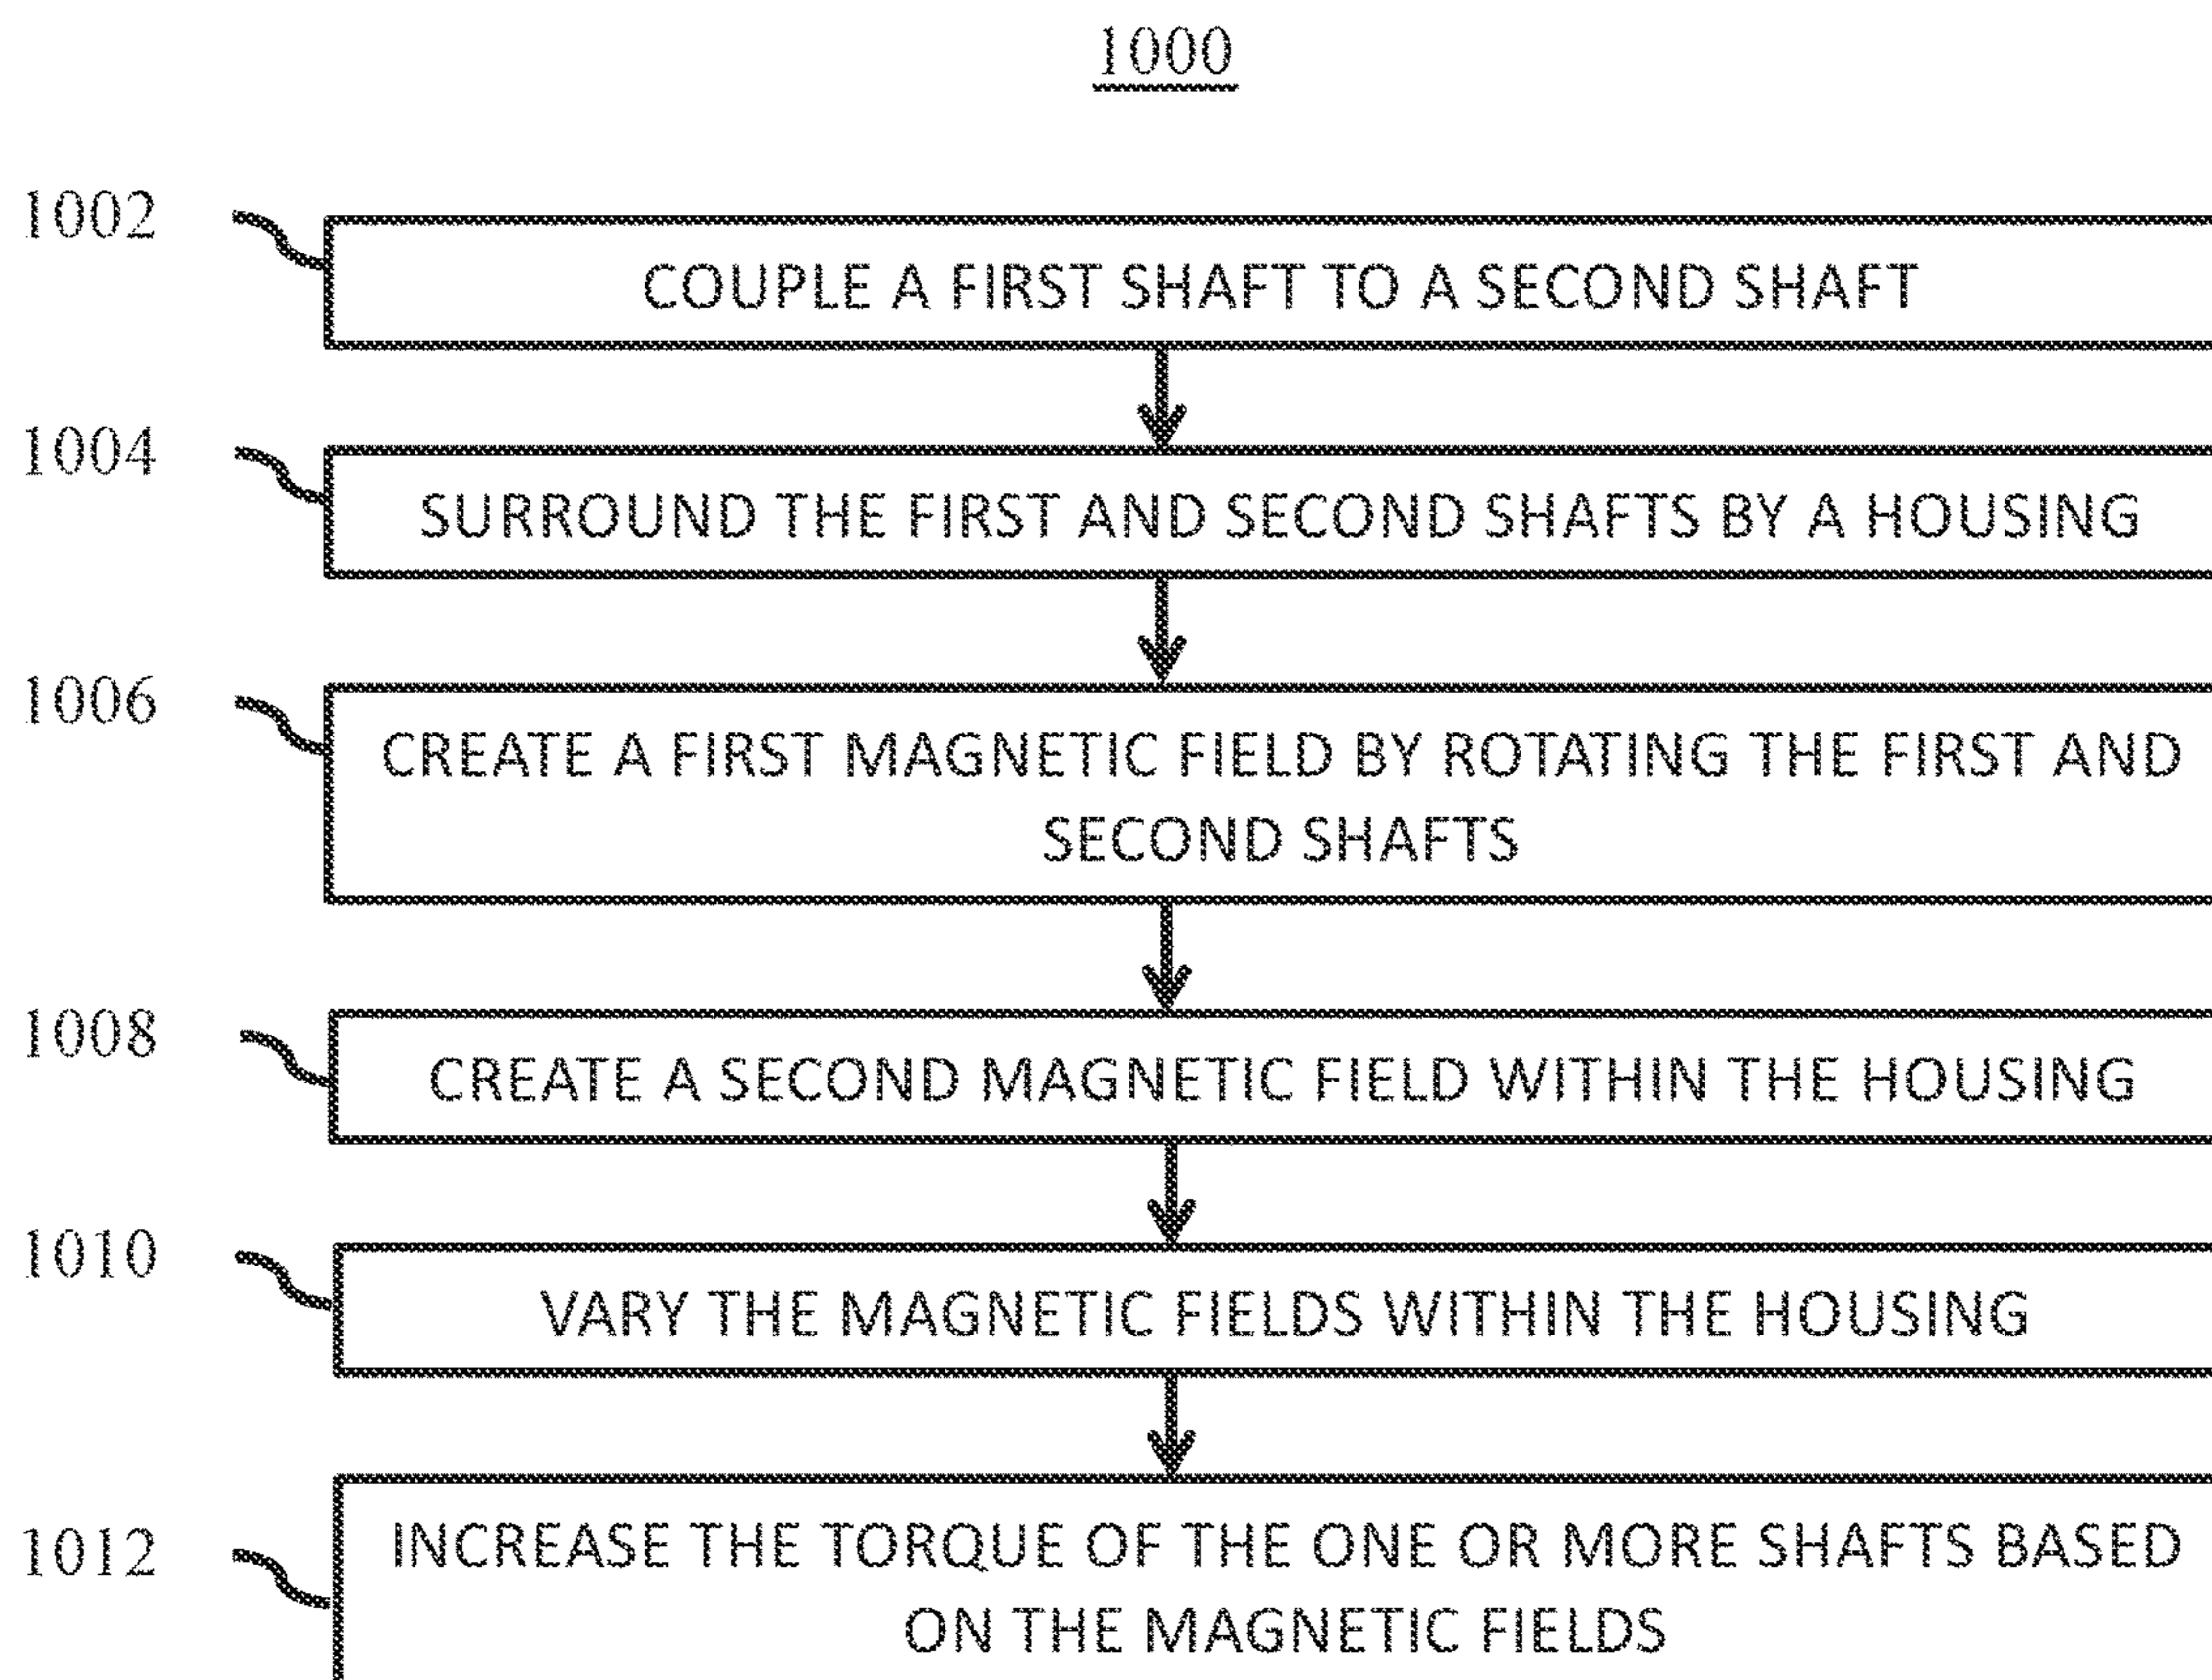 1000
1002
COUPLE A FIRST SHAFT TO A SECOND SHAFT
1004
SURROUND THE FIRST AND SECOND SHAFTS BY A HOUSING
1006
CREATE A FIRST MAGNETIC FIELD BY ROTATING THE FIRST AND
SECOND SHAFTS
1008
CREATE A SECOND MAGNETIC FIELD WITHIN THE HOUSING
1010
VARY THE MAGNETIC FIELDS WITHIN THE HOUSING
1012
INCREASE THE TORQUE OF THE ONE OR MORE SHAFTS BASED
ON THE MAGNETIC FIELDS